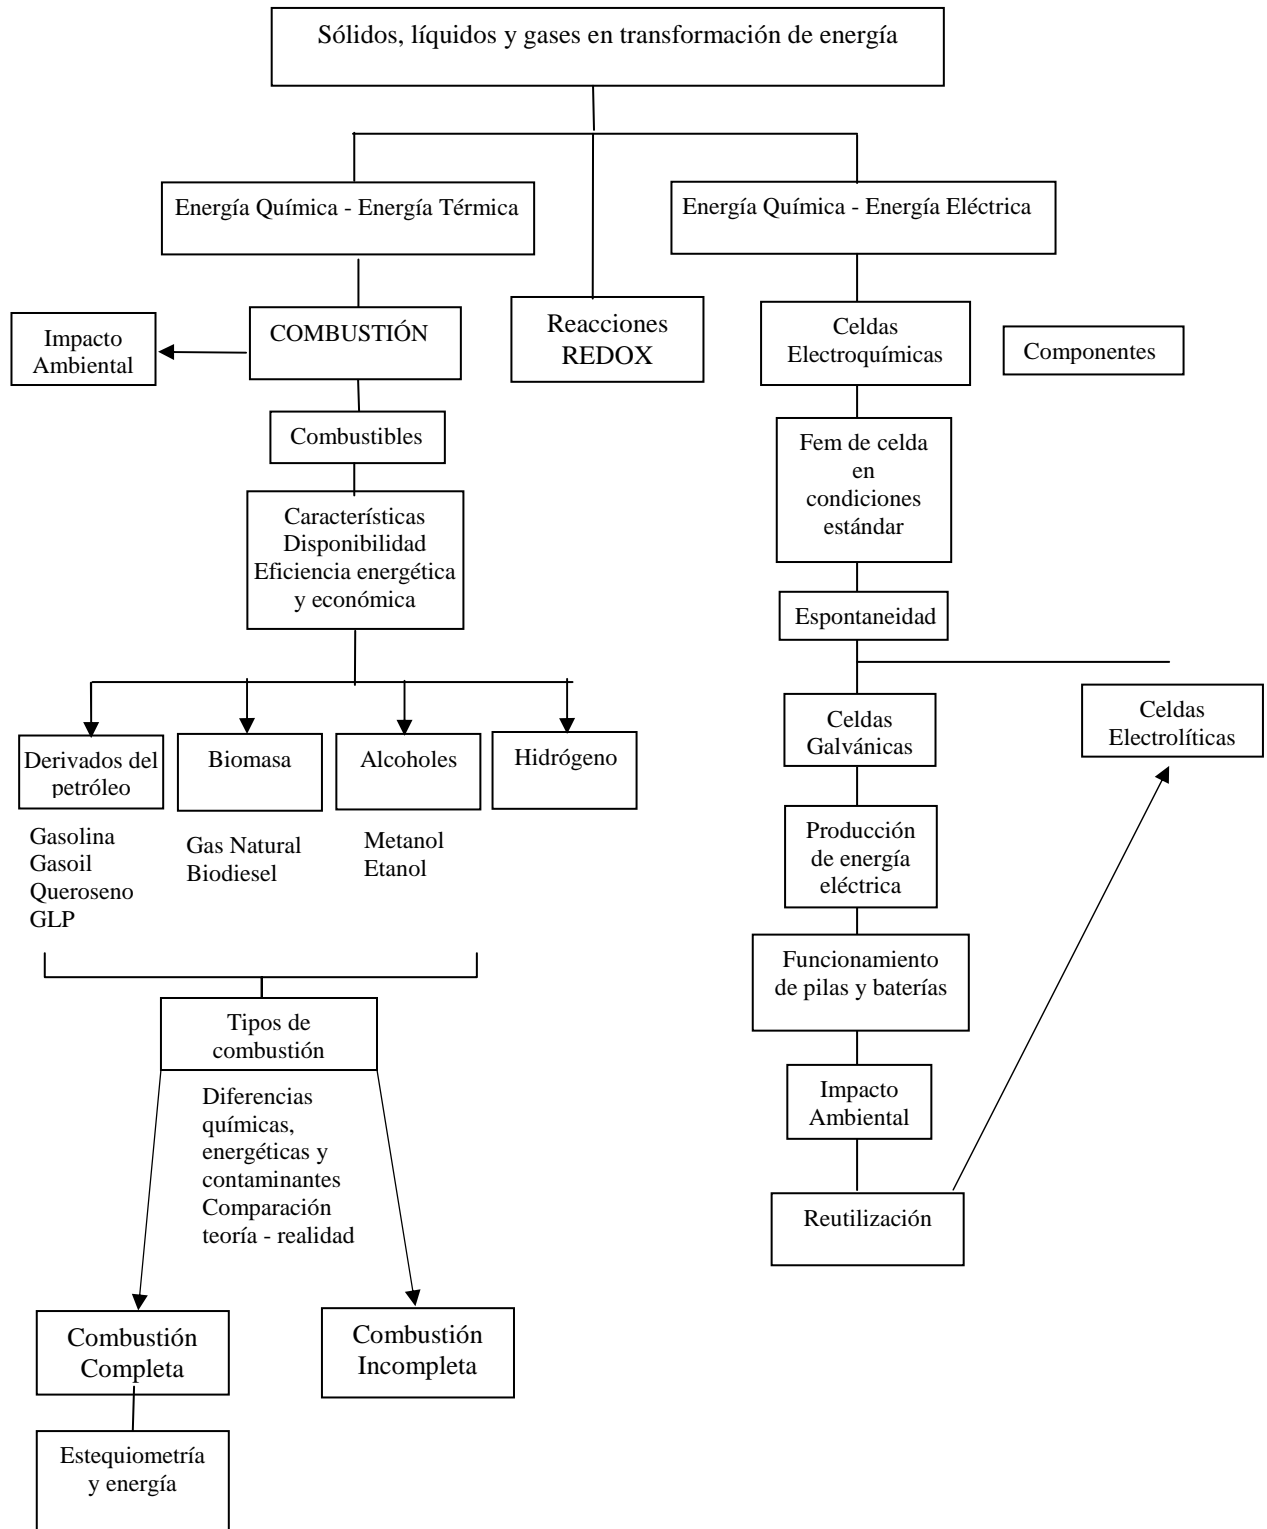 Sólidos, líquidos y gases en transformación de energía
Energía Química - Energía Térmica
Energía Química - Energía Eléctrica
Impacto
Ambiental
COMBUSTIÓN
Reacciones
REDOX
Celdas
Electroquímicas
Componentes
Combustibles
Fem de celda
en
condiciones
estándar
Características
Disponibilidad
Eficiencia energética
y económica
Espontaneidad
Derivados del
petróleo
Biomasa
Alcoholes
Hidrógeno
Celdas
Galvánicas
Celdas
Electrolíticas
Gasolina
Gasoil
Queroseno
GLP
Gas Natural
Biodiesel
Metanol
Etanol
Producción
de energía
eléctrica
Funcionamiento
de pilas y baterías
Tipos de
combustión
Diferencias
químicas,
energéticas y
contaminantes
Comparación
teoría - realidad
Impacto
Ambiental
Reutilización
Combustión
Completa
Combustión
Incompleta
Estequiometría
y energía